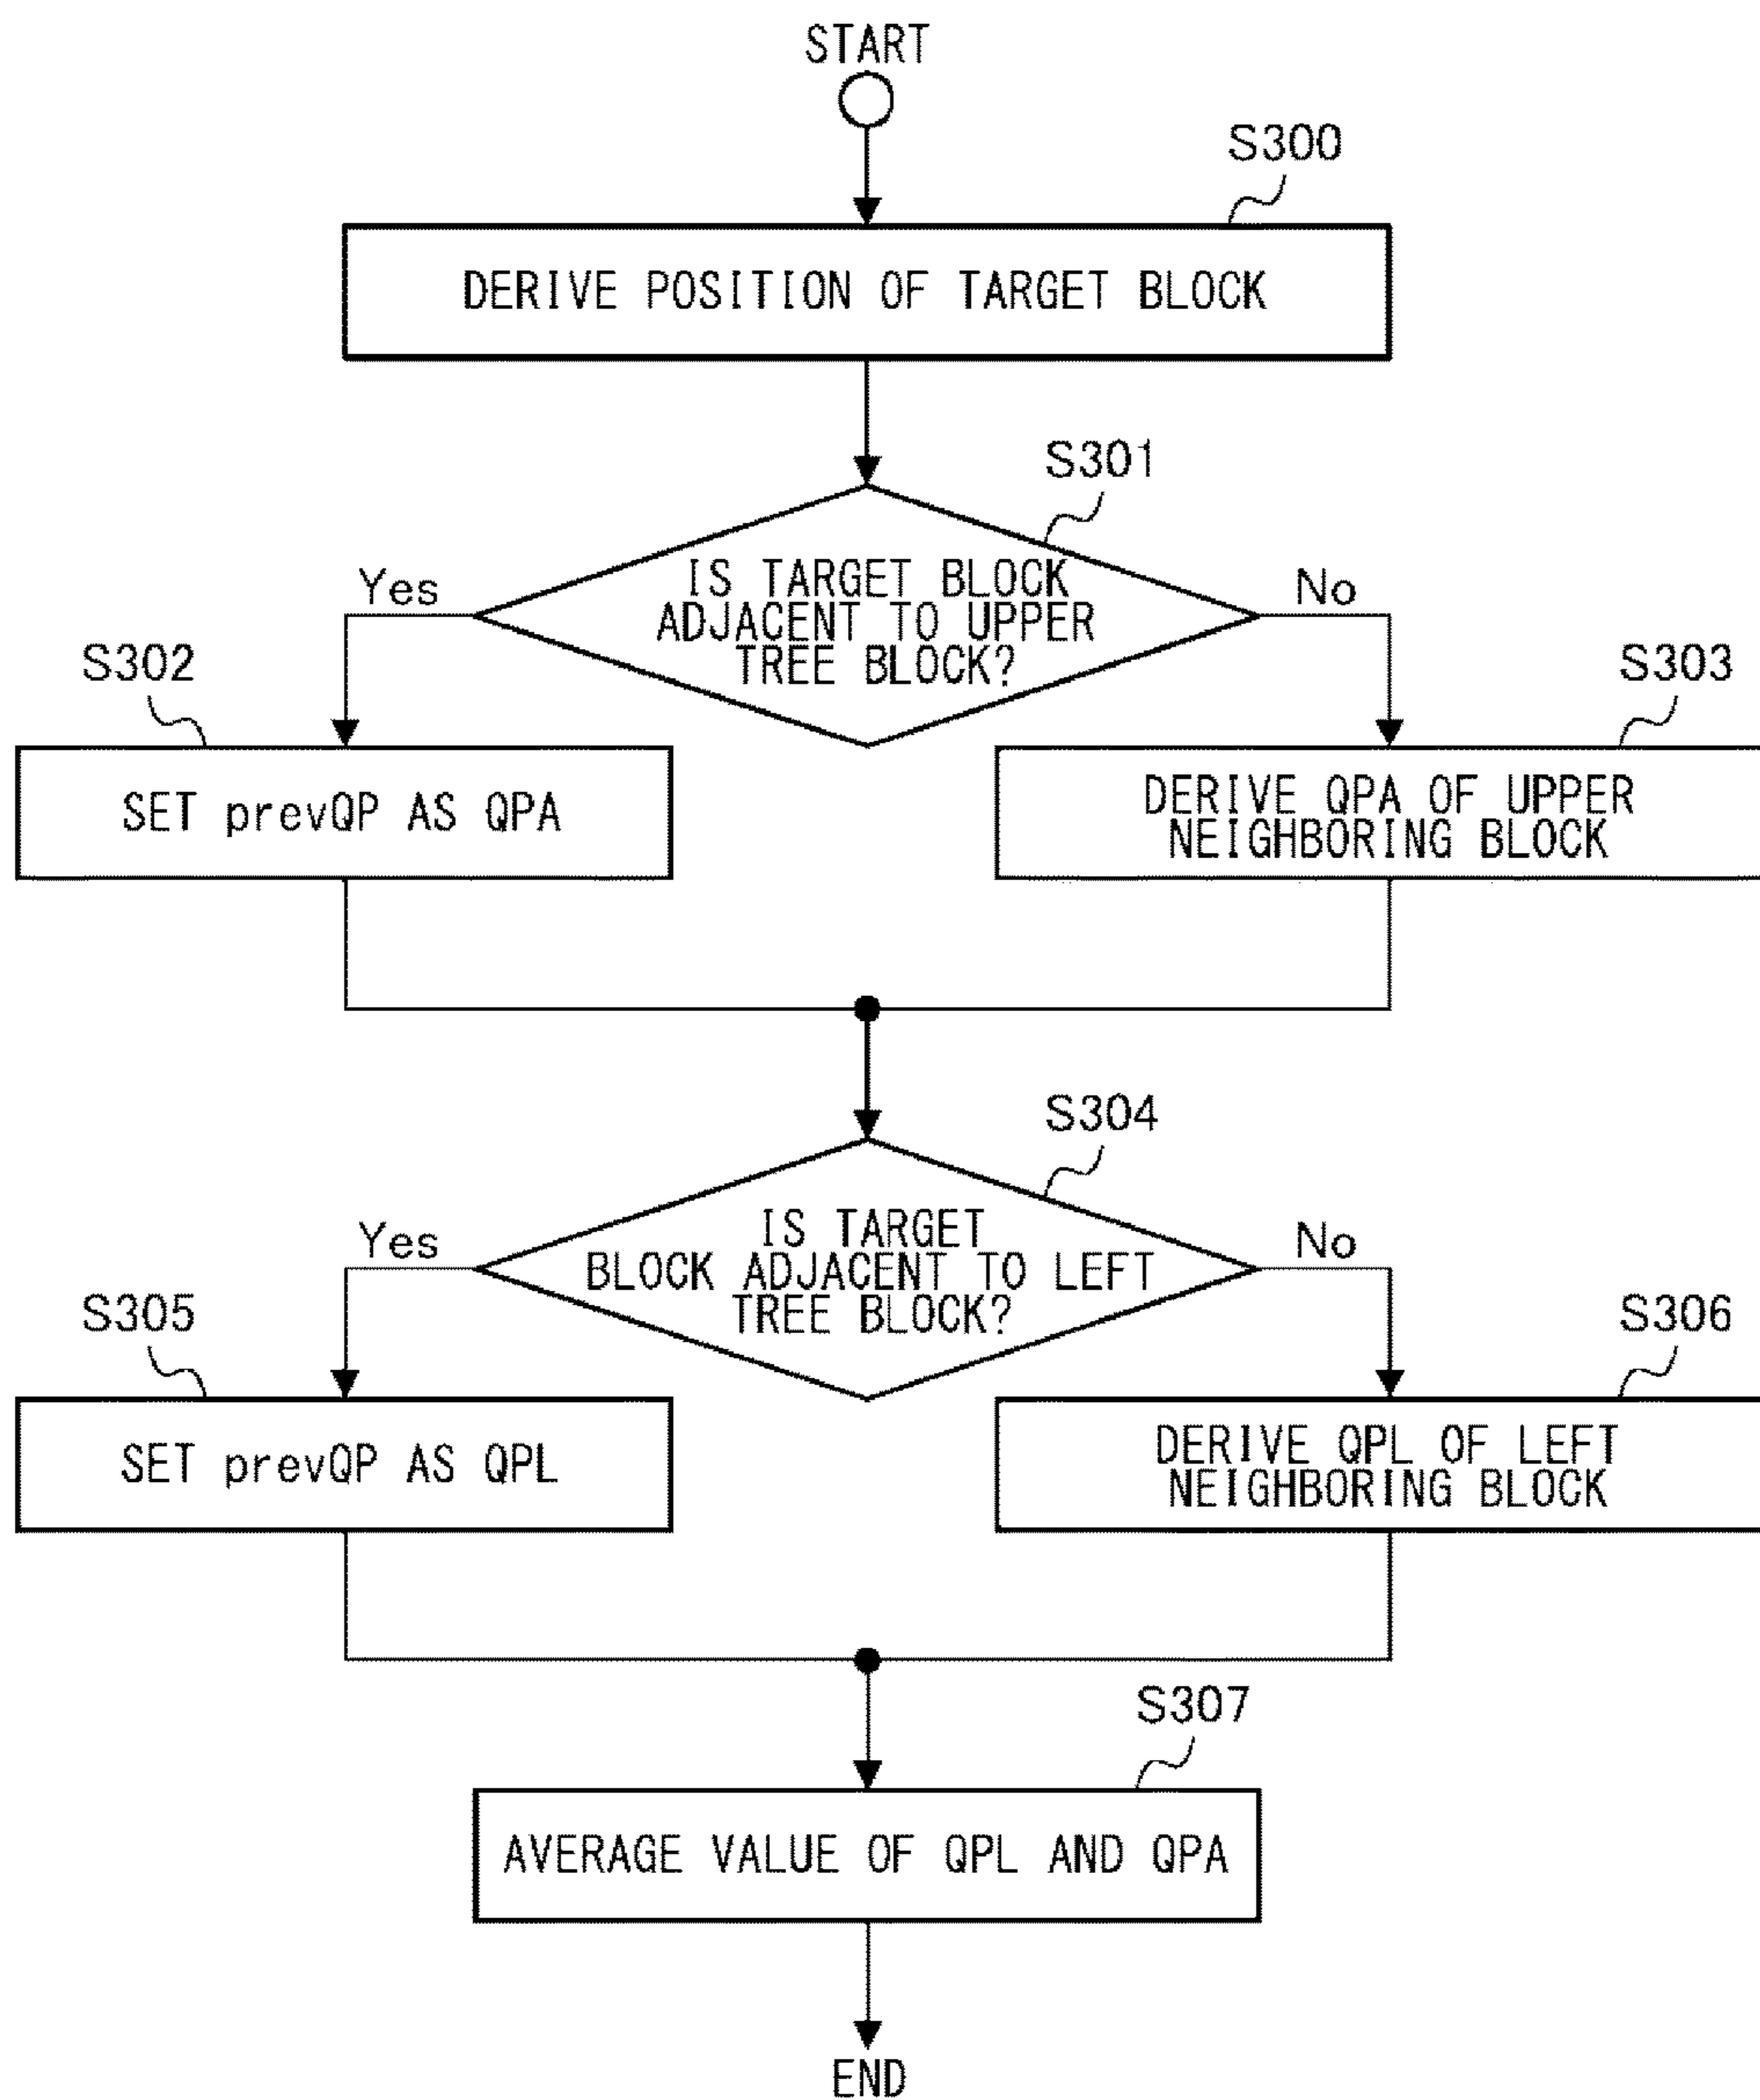 START
S300
DERIVE POSITION OF TARGET BLOCK
S301
IS TARGET BLOCK
ADJACENT TO UPPER
TREE BLOCK?
Yes
No
S302
SET prevQP AS QPA
S303
DERIVE QPA OF UPPER
NEIGHBORING BLOCK
S304
IS TARGET
BLOCK ADJACENT TO LEFT
TREE BLOCK?
Yes
No
S305
SET prevQP AS QPL
S306
DERIVE QPL OF LEFT
NEIGHBORING BLOCK
S307
AVERAGE VALUE OF QPL AND QPA
END